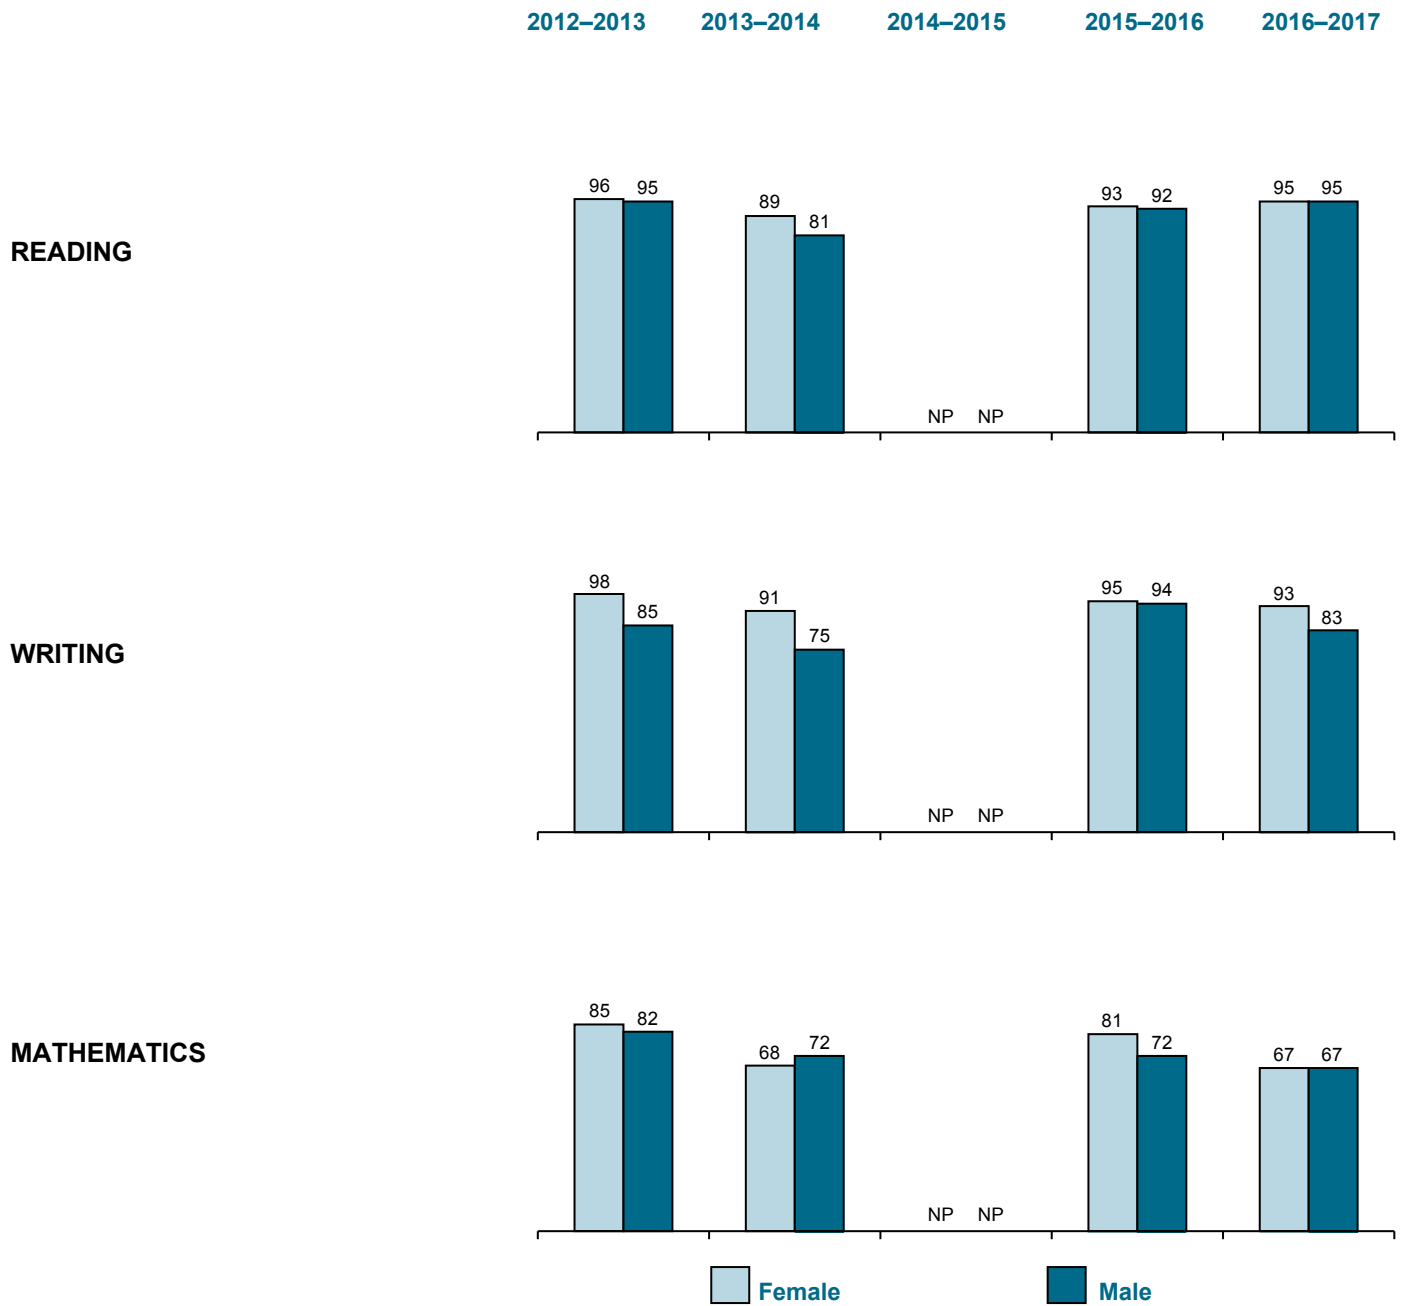 2012–2013 2013–2014 2014–2015 2015–2016 2016–2017
96 95 89 81 NP NP 93 92 95 95
READING
98 85 91 75 NP NP 95 94 93 83
WRITING
85 82 68 72 NP NP 81 72 67 67
MATHEMATICS
Female Male